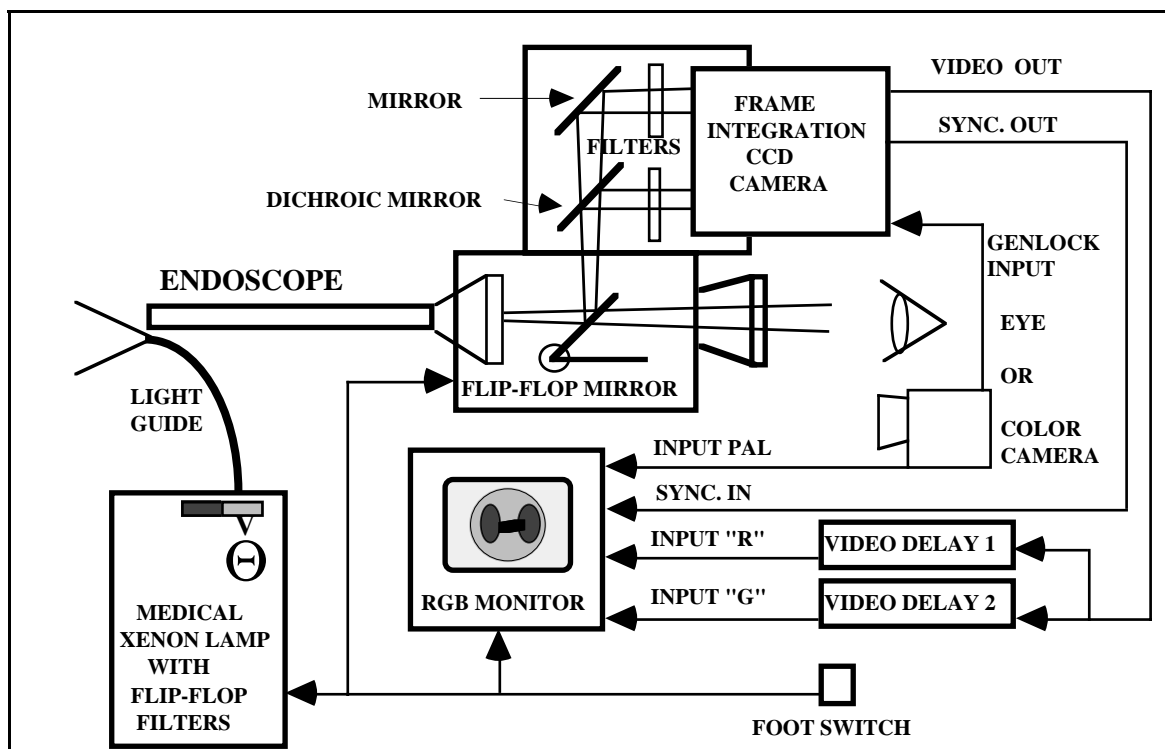 VIDEO OUT
MIRROR
FRAME
INTEGRATION
CCD
CAMERA
SYNC. OUT
FILTERS
DICHROIC MIRROR
GENLOCK
INPUT
ENDOSCOPE
EYE
FLIP-FLOP MIRROR
OR
LIGHT
GUIDE
COLOR
CAMERA
INPUT PAL
SYNC. IN
INPUT "R"
VIDEO DELAY 1
INPUT "G"
VIDEO DELAY 2
RGB MONITOR
MEDICAL
XENON LAMP
WITH
FLIP-FLOP
FILTERS
FOOT SWITCH